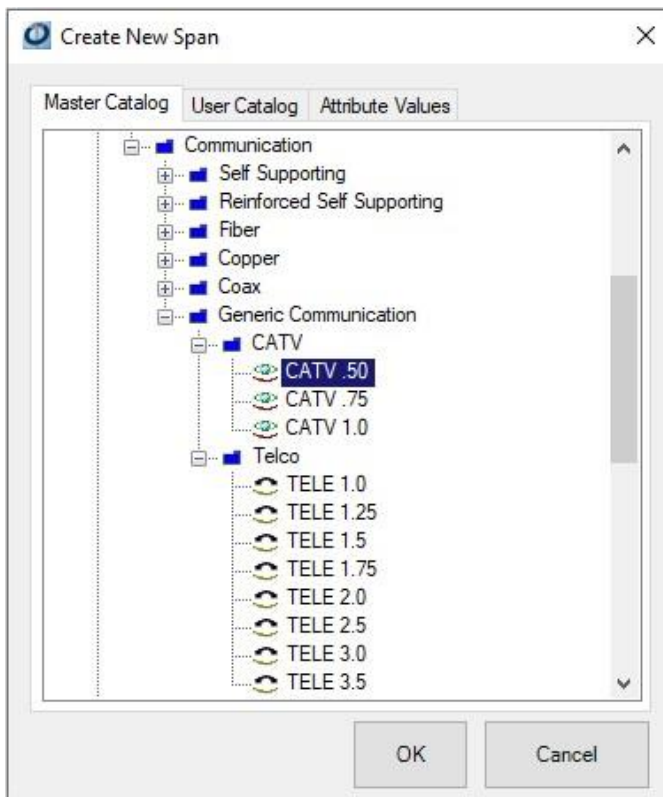 Create New Span
Master Catalog
User Catalog
Attribute Values
Communication
Self Supporting
Reinforced Self Supporting
Fiber
Copper
Coax
Generic Communication
CATV
CATV .50
CATV .75
CATV 1.0
Telco
TELE 1.0
TELE 1.25
TELE 1.5
TELE 1.75
TELE 2.0
TELE 2.5
TELE 3.0
TELE 3.5
OK
Cancel